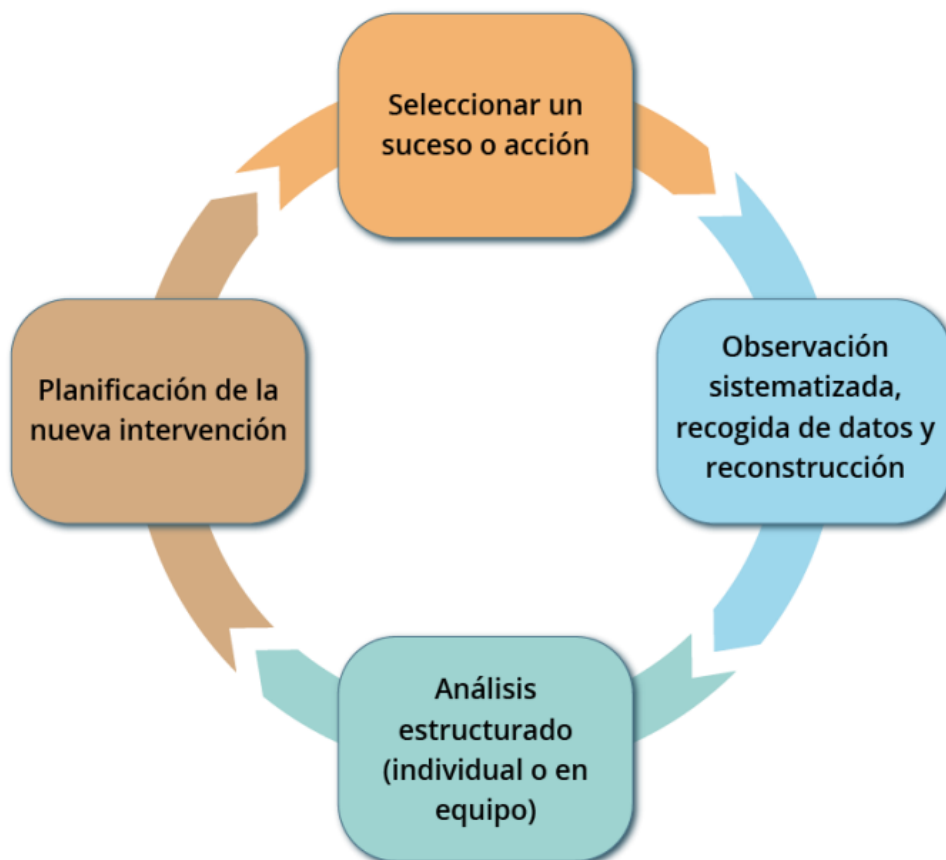 Seleccionar un
suceso o acción
Observación
sistematizada,
recogida de datos y
reconstrucción
Análisis
estructurado
(individual o en
equipo)
Planificación de la
nueva intervención